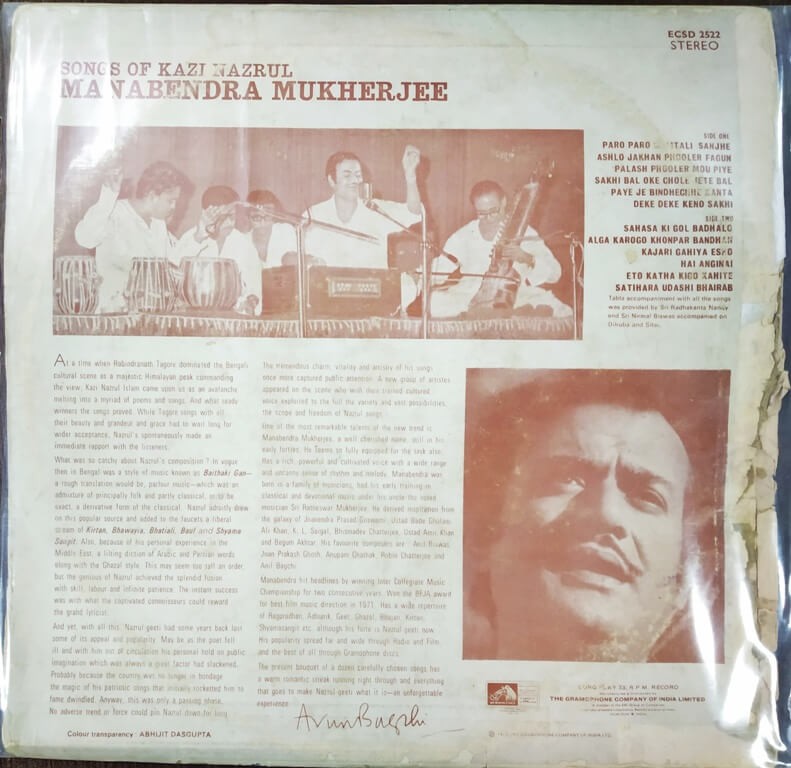 ECSD 2522
STEREO
SONGS OF KAZI NAZRUL
MANABENDRA MUKHERJEE
SIDE ONE
PARO PARO CHAITALI SANJHE
ASHLO JAKHAN PHOOLER FAGUN
PALASH PHOOLER MOU PIYE
SAKHI BAL OKE CHOLE JETE BAL
PAYE JE BINDHECHHE KANTA
DEKE DEKE KENO SAKHI
SIDE TWO
SAHASA KI GOL BADHALO
ALGA KAROGO KHONPAR BANDHAN
KAJARI GAHIYA ESHO
HAI ANGINAI
ETO KATHA KIGO KAHITE
SATIHARA UDASHI BHAIRAB
Tabla accompaniment with all the songs
was provided by Sri Radhakanta Nandy
and Sri Nirmal Biswas accompanied on
Dilruba and Sitar.
At a time when Rabindranath Tagore dominated the Bengali
cultural scene as a majestic Himalayan peak commanding
the view, Kazi Nazrul Islam came upon us as an avalanche
melting into a myriad of poems and songs. And what ready
winners the songs proved. While Tagore songs with all
their beauty and grandeur and grace had to wait long for
wider acceptance, Nazrul's spontaneously made an
immediate rapport with the listeners.
What was so catchy about Nazrul's composition ? In vogue
then in Bengal was a style of music known as Baithaki Gan—
a rough translation would be, parlour music—which was an
admixture of principally folk and partly classical, or to be
exact, a derivative form of the classical. Nazrul adroitly drew
on this popular source and added to the faucets a liberal
stream of Kirtan, Bhawayia, Bhatiali, Baul and Shyama
Sangit. Also, because of his personal experience in the
Middle East, a lilting diction of Arabic and Persian words
along with the Ghazal style. This may seem too tall an order,
but the genious of Nazrul achieved the splendid fusion
with skill, labour and infinite patience. The instant success
was with what the captivated connoisseurs could reward
the grand lyricist.
And yet, with all this, Nazrul-geeti had some years back lost
some of its appeal and popularity. May be as the poet fell
ill and with him out of circulation his personal hold on public
imagination which was always a great factor had slackened.
Probably because the country was no longer in bondage
the magic of his patriotic songs that initially rocketted him to
fame dwindled. Anyway, this was only a passing phase.
No adverse trend or force could pin Nazrul down for long.
The tremendous charm, vitality and artistry of his songs
once more captured public attention. A new group of artistes
appeared on the scene who with their trained cultured
voice explored to the full the variety and vast possibilities,
the scope and freedom of Nazrul songs.
One of the most remarkable talents of the new trend is
Manabendra Mukherjee, a well cherished name, still in his
early forties. He seems so fully equipped for the task also.
Has a rich, powerful and cultivated voice with a wide range
and uncanny sense of rhythm and melody. Manabendra was
born in a family of musicians, had his early training in
classical and devotional music under his uncle the noted
musician Sri Ratneswar Mukherjee. He derived inspiration from
the galaxy of Jnanendra Prasad Goswami, Ustad Bade Ghulam
Ali Khan, K. L. Saigal, Bhismadev Chatterjee, Ustad Amir Khan
and Begum Akhtar. His favourite composers are : Anil Biswas,
Jnan Prakash Ghosh, Anupam Ghatak, Robin Chatterjee and
Anil Bagchi.
Manabendra hit headlines by winning Inter Collegiate Music
Championship for two consecutive years. Won the BFJA award
for best film music direction in 1971. Has a wide repertoire
of Ragpradhan, Adhunik, Geet, Ghazal, Bhajan, Kirtan,
Shyamasangit etc. although his forte is Nazrul-geeti now.
His popularity spread far and wide through Radio and Film
and the best of all through Gramophone discs.
The present bouquet of a dozen carefully chosen songs has
a warm romantic streak running right through and everything
that goes to make Nazrul-geeti what it is—an unforgettable
experience.
Arun Bagchi
Colour transparency : ABHIJIT DASGUPTA
LONG PLAY 33⅓ R.P.M. RECORD
THE GRAMOPHONE COMPANY OF INDIA LIMITED
GRAMOPHONE COMPANY OF INDIA LTD.